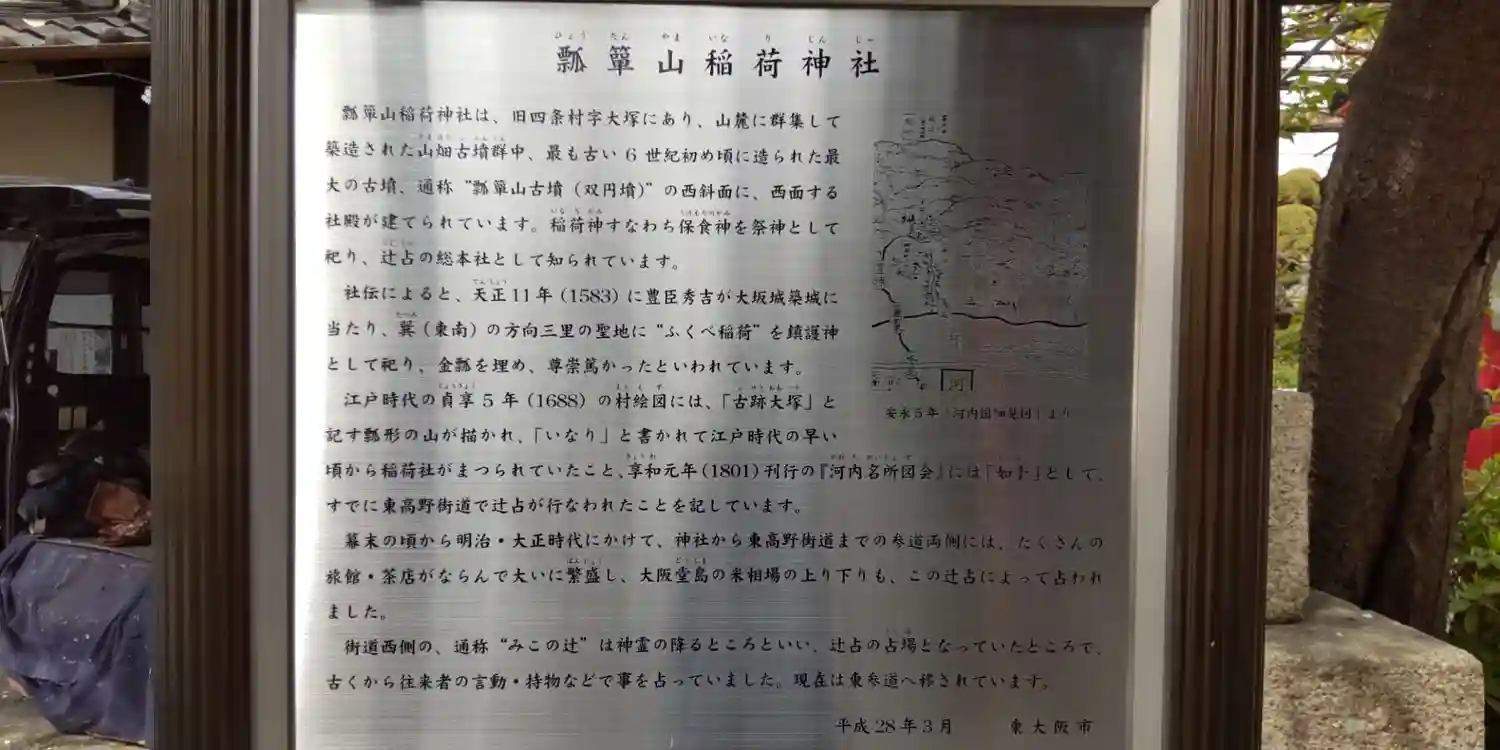 瓢簞山稲荷神社
瓢簞山稲荷神社は、旧四条村字大塚にあり、山麓に群集して
築造された山畑古墳群中、最も古い6世紀初め頃に造られた最
大の古墳、通称“瓢簞山古墳(双円墳)”の西斜面に、西面する
社殿が建てられています。稲荷神すなわち保食神を祭神として
祀り、辻占の総本社として知られています。
社伝によると、天正11年(1583)に豊臣秀吉が大坂城築城に
当たり、巽(東南)の方向三里の聖地に“ふくべ稲荷”を鎮護神
として祀り、金瓢を埋め、尊崇篤かったといわれています。
江戸時代の貞享5年(1688)の村絵図には、「古跡大塚」と
記す瓢形の山が描かれ、「いなり」と書かれて江戸時代の早い
頃から稲荷社がまつられていたこと、享和元年(1801)刊行の『河内名所図会』には「として、
すでに東高野街道で辻占が行なわれたことを記しています。
幕末の頃から明治・大正時代にかけて、神社から東高野街道までの参道両側には、たくさんの
旅館・茶店がならんで大いに繁盛し、大阪堂島の米相場の上り下りも、この辻占によって占われ
ました。
街道西側の、通称“みこの辻”は神霊の降るところといい、辻占の占場となっていたところで、
古くから往来者の言動・持物などで事を占っていました。現在は東参道へ移されています。
平成28年3月 東大阪市
安永5年「河内国細見図」より
河